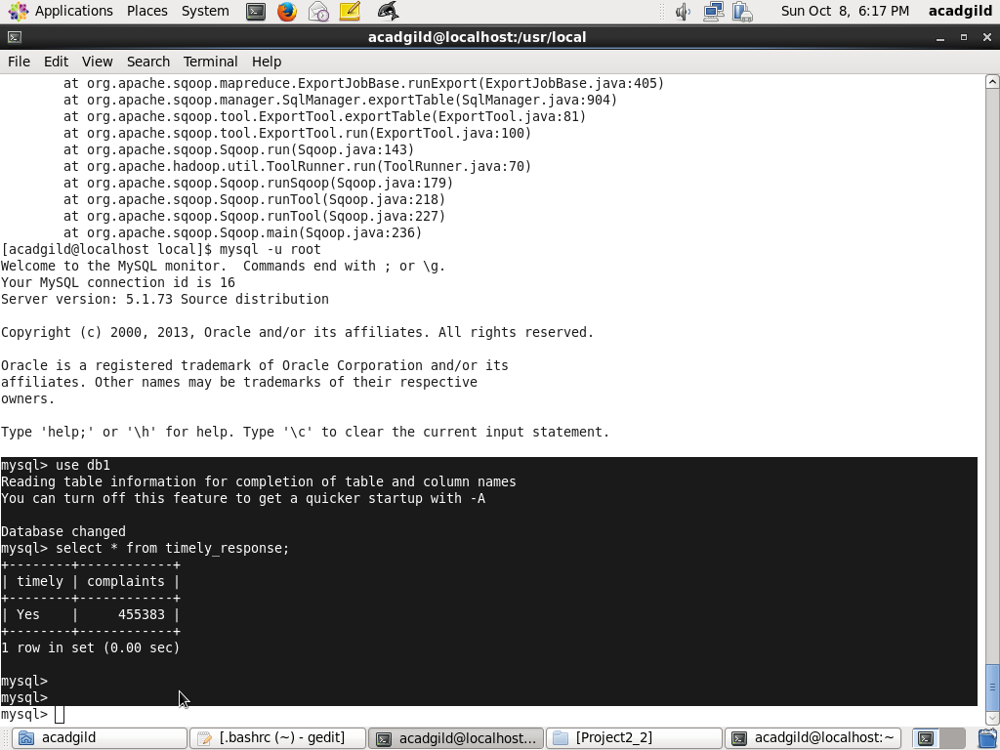 Applications Places System Sun Oct 8, 6:17 PM acadgild
acadgild@localhost:/usr/local
File Edit View Search Terminal Help
at org.apache.sqoop.mapreduce.ExportJobBase.runExport(ExportJobBase.java:405)
at org.apache.sqoop.manager.SqlManager.exportTable(SqlManager.java:904)
at org.apache.sqoop.tool.ExportTool.exportTable(ExportTool.java:81)
at org.apache.sqoop.tool.ExportTool.run(ExportTool.java:100)
at org.apache.sqoop.Sqoop.run(Sqoop.java:143)
at org.apache.hadoop.util.ToolRunner.run(ToolRunner.java:70)
at org.apache.sqoop.Sqoop.runSqoop(Sqoop.java:179)
at org.apache.sqoop.Sqoop.runTool(Sqoop.java:218)
at org.apache.sqoop.Sqoop.runTool(Sqoop.java:227)
at org.apache.sqoop.Sqoop.main(Sqoop.java:236)
[acadgild@localhost local]$ mysql -u root
Welcome to the MySQL monitor.  Commands end with ; or \g.
Your MySQL connection id is 16
Server version: 5.1.73 Source distribution
Copyright (c) 2000, 2013, Oracle and/or its affiliates. All rights reserved.
Oracle is a registered trademark of Oracle Corporation and/or its
affiliates. Other names may be trademarks of their respective
owners.
Type 'help;' or '\h' for help. Type '\c' to clear the current input statement.
mysql> use db1
Reading table information for completion of table and column names
You can turn off this feature to get a quicker startup with -A
Database changed
mysql> select * from timely_response;
+--------+------------+
| timely | complaints |
+--------+------------+
| Yes    |     455383 |
+--------+------------+
1 row in set (0.00 sec)
mysql>
mysql>
mysql>
acadgild [.bashrc (~) - gedit] acadgild@localhost... [Project2_2] acadgild@localhost:~